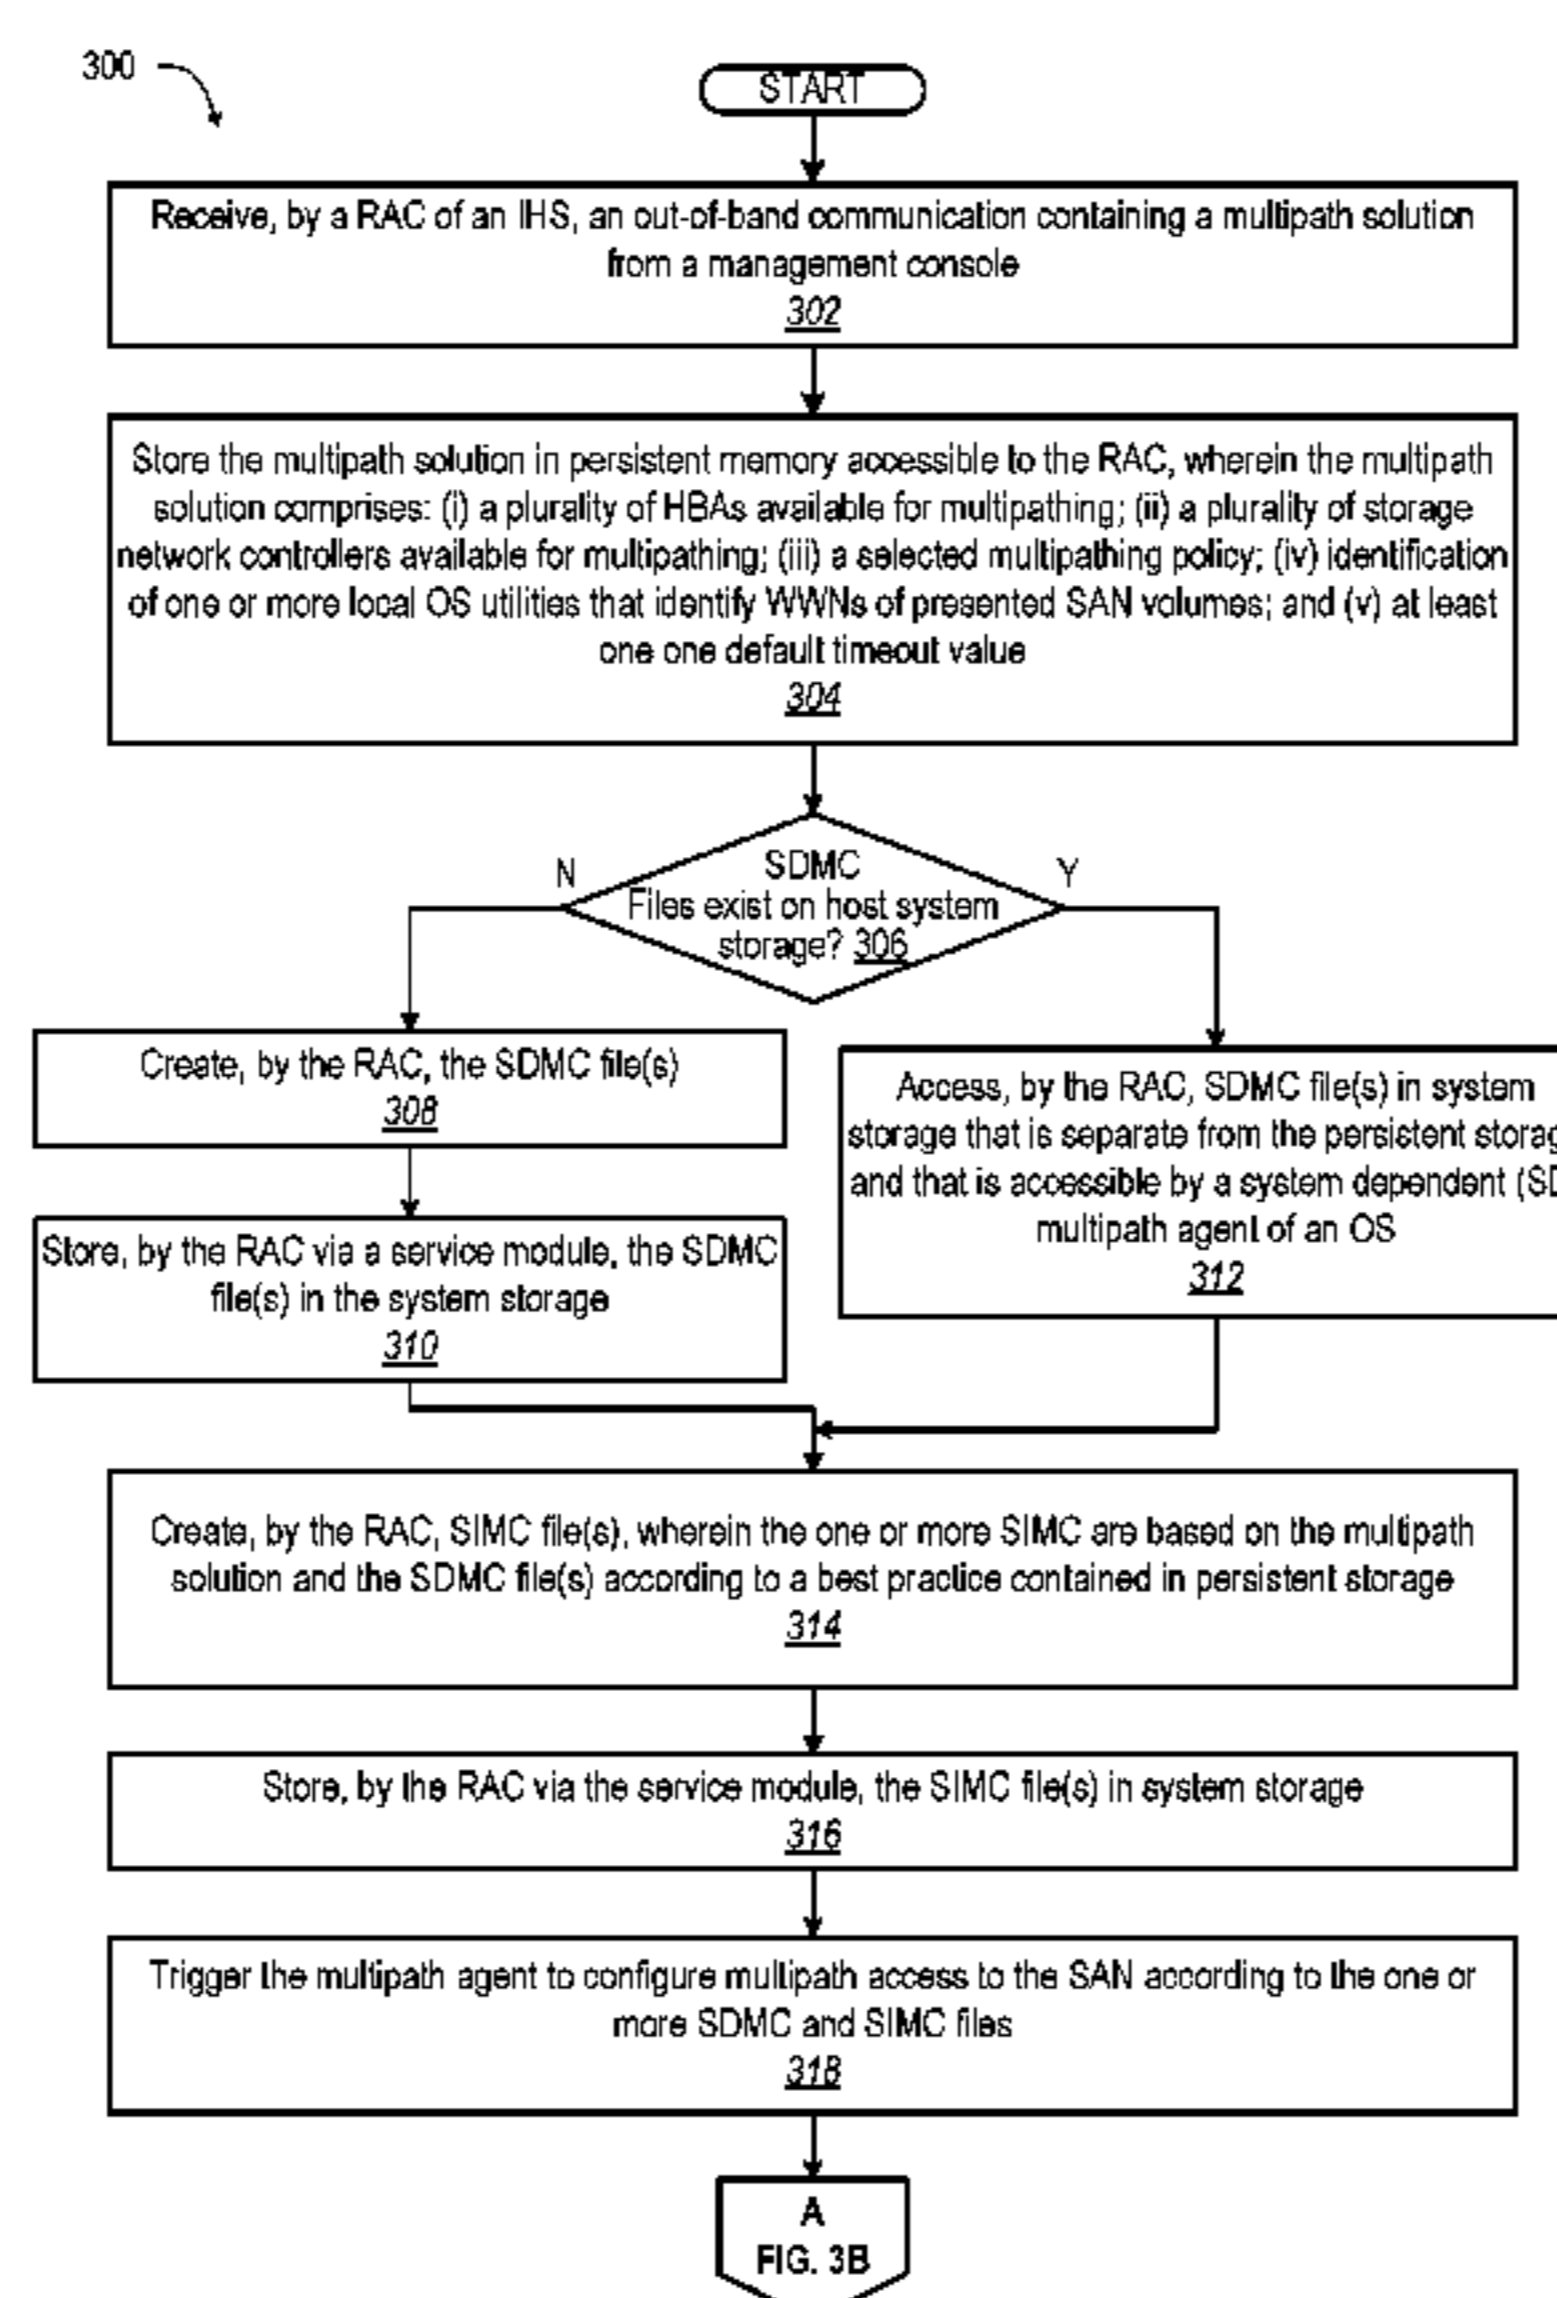 300
START
Receive, by a RAC of an IHS, an out-of-band communication containing a multipath solution
from a management console
302
Store the multipath solution in persistent memory accessible to the RAC, wherein the multipath
solution comprises: (i) a plurality of HBAs available for multipathing; (ii) a plurality of storage
network controllers available for multipathing; (iii) a selected multipathing policy; (iv) identification
of one or more local OS utilities that identify WWNs of presented SAN volumes; and (v) at least
one one default timeout value
304
N
Y
SDMC
Files exist on host system
storage? 306
Create, by the RAC, the SDMC file(s)
308
Store, by the RAC via a service module, the SDMC
file(s) in the system storage
310
Access, by the RAC, SDMC file(s) in system
storage that is separate from the persistent
and that is accessible by a system dependent
multipath agent of an OS
312
Create, by the RAC, SIMC file(s), wherein the one or more SIMC are based on the multipath
solution and the SDMC file(s) according to a best practice contained in persistent storage
314
Store, by the RAC via the service module, the SIMC file(s) in system storage
316
Trigger the multipath agent to configure multipath access to the SAN according to the one or
more SDMC and SIMC files
318
A
FIG. 3B